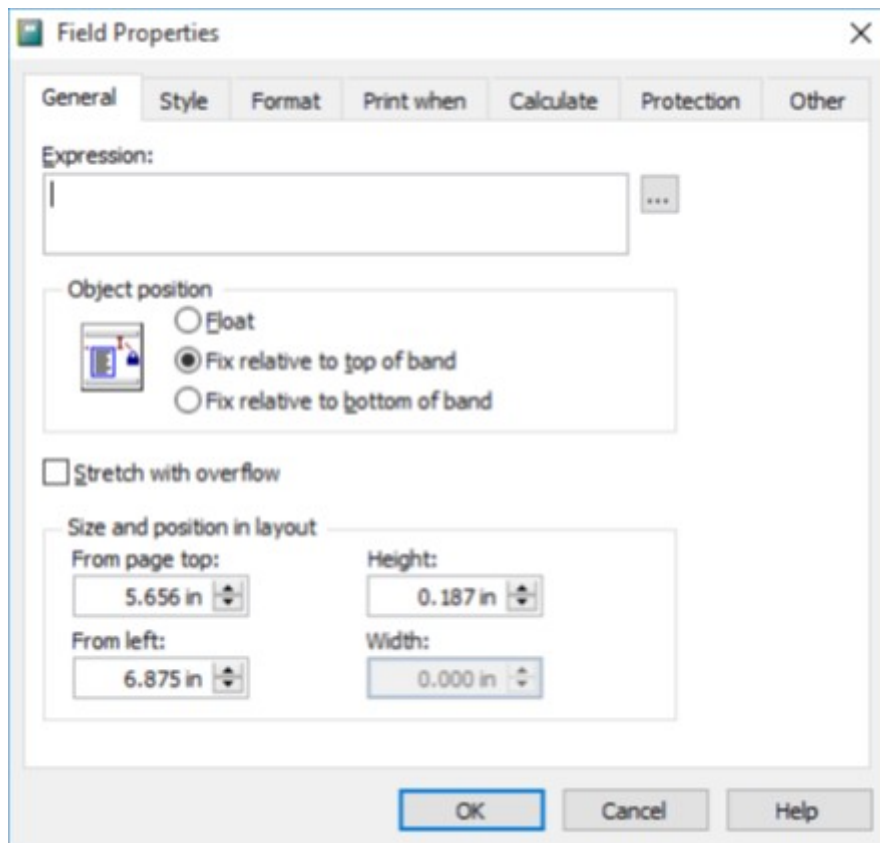 Field Properties
General Style Format Print when Calculate Protection Other
Expression:
...
Object position
Float
Fix relative to top of band
Fix relative to bottom of band
Stretch with overflow
Size and position in layout
From page top: Height:
5.656 in 0.187 in
From left: Width:
6.875 in 0.000 in
OK Cancel Help